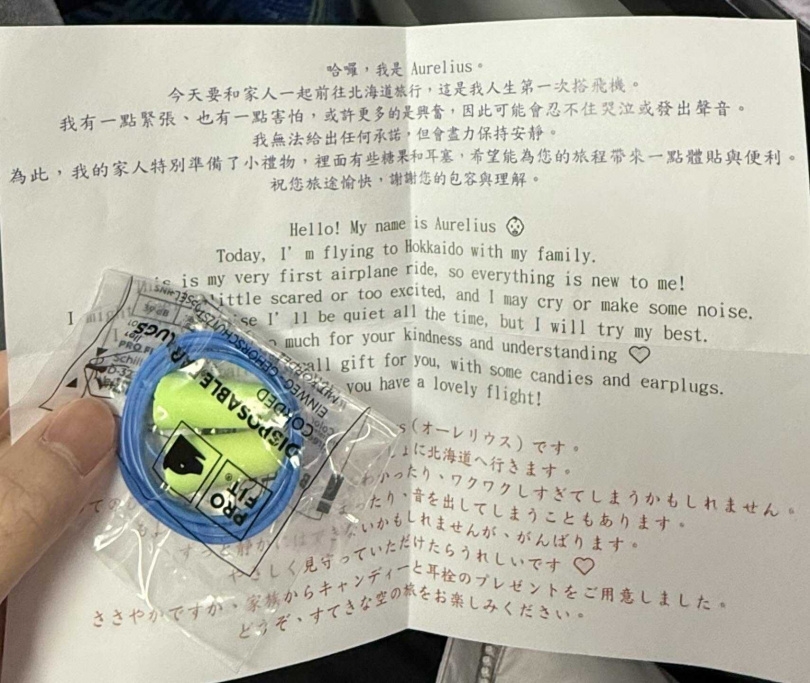 哈囉，我是 Aurelius。
今天要和家人一起前往北海道旅行，這是我人生第一次搭飛機。
我有一點緊張、也有一點害怕，或許更多的是興奮，因此可能會忍不住哭泣或發出聲音。
我無法給出任何承諾，但會盡力保持安靜。
為此，我的家人特別準備了小禮物，裡面有些糖果和耳塞，希望能為您的旅程帶來一點體貼與便利。
祝您旅途愉快，謝謝您的包容與理解。
Hello! My name is Aurelius
Today, I'm flying to Hokkaido with my family.
is my very first airplane ride, so everything is new to me!
I might little scared or too excited, and I may cry or make some noise.
I'll be quiet all the time, but I will try my best.
much for your kindness and understanding ♡
gift for you, with some candies and earplugs.
you have a lovely flight!
(オーレリウス)です。
に北海道へ行きます。
わかったり、ワクワクしすぎてしまうかもしれません。
たり、音を出してしまうこともあります。
ないかもしれませんが、がんばります。
やさしく見守っていただけたらうれしいです ♡
ささやかですが、家族からキャンディーと耳栓のプレゼントをご用意しました。
どうぞ、すてきな空の旅をお楽しみください。
DISPOSABLE EAR PLUGS
CORDED
EINWEG-GEHÖRSCHUTZSTÖPSEL
PRO
FIT